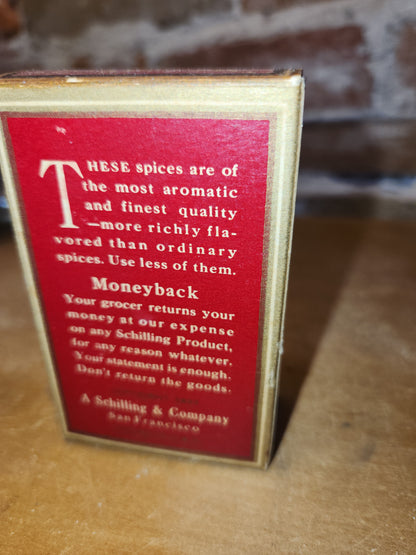 THESE spices are of
the most aromatic
and finest quality
—more richly fla-
vored than ordinary
spices. Use less of them.
Moneyback
Your grocer returns your
money at our expense
on any Schilling Product,
for any reason whatever.
Your statement is enough.
Don't return the goods.
A Schilling & Company
San Francisco